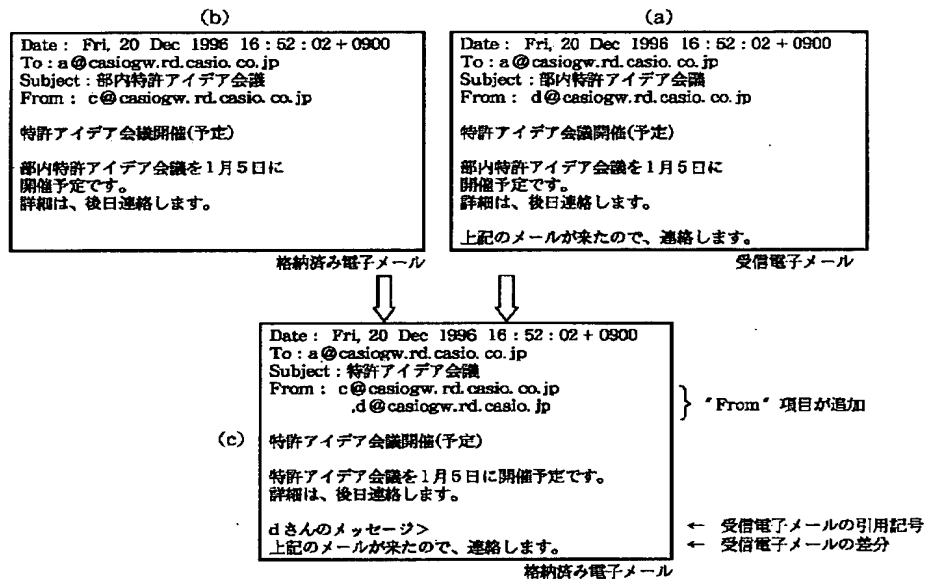 (b)
Date : Fri, 20 Dec 1996 16 : 52 : 02 + 0900
To : a@casiogw.rd.casio.co.jp
Subject : 部内特許アイデア会議
From : c@casiogw.rd.casio.co.jp
特許アイデア会議開催(予定)
部内特許アイデア会議を1月5日に
開催予定です。
詳細は、後日連絡します。
格納済み電子メール
(a)
Date : Fri, 20 Dec 1996 16 : 52 : 02 + 0900
To : a@casiogw.rd.casio.co.jp
Subject : 部内特許アイデア会議
From : d@casiogw.rd.casio.co.jp
特許アイデア会議開催(予定)
部内特許アイデア会議を1月5日に
開催予定です。
詳細は、後日連絡します。
上記のメールが来たので、連絡します。
受信電子メール
(c)
Date : Fri, 20 Dec 1996 16 : 52 : 02 + 0900
To : a@casiogw.rd.casio.co.jp
Subject : 特許アイデア会議
From : c@casiogw.rd.casio.co.jp
,d@casiogw.rd.casio.jp
"From" 項目が追加
特許アイデア会議開催(予定)
特許アイデア会議を1月5日に開催予定です。
詳細は、後日連絡します。
dさんのメッセージ>
← 受信電子メールの引用記号
上記のメールが来たので、連絡します。
← 受信電子メールの差分
格納済み電子メール